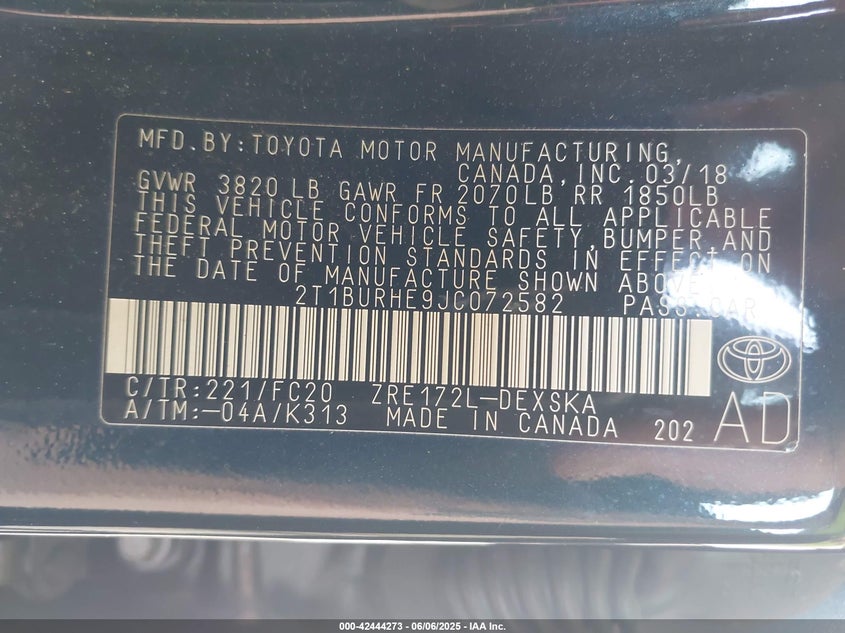 MFD.BY:TOYOTA MOTOR MANUFACTURING,
CANADA,INC.03/18
GVWR 3820 LB GAWR FR 2070LB RR 1850LB
THIS VEHICLE CONFORMS TO ALL APPLICABLE
FEDERAL MOTOR VEHICLE SAFETY,BUMPER,AND
THEFT PREVENTION STANDARDS IN EFFECT ON
THE DATE OF MANUFACTURE SHOWN ABOVE.
2T1BURHE9JC072582 PASS.CAR
C/TR:221/FC20 ZRE172L-DEXSKA
A/TM:-04A/K313 MADE IN CANADA 202 AD
000-42444273 - 06/06/2025 - IAA Inc.